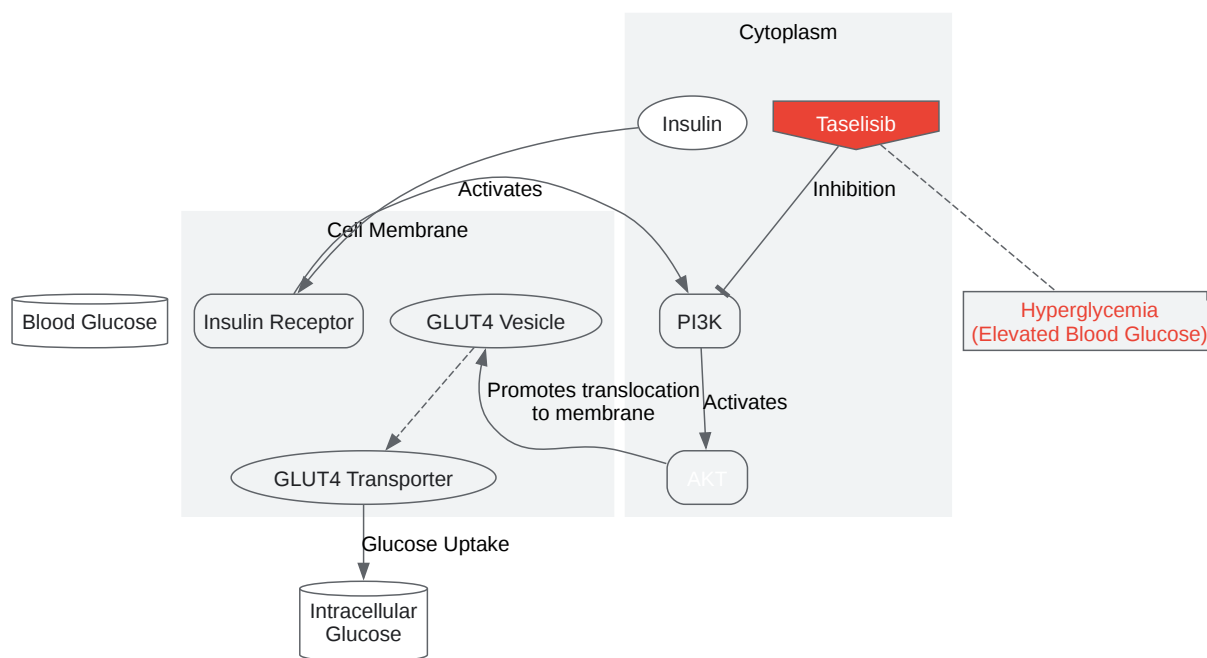 Cytoplasm
Insulin
Taselisib
Activates
Inhibition
Cell Membrane
Blood Glucose
Insulin Receptor
GLUT4 Vesicle
PI3K
Hyperglycemia
(Elevated Blood Glucose)
Promotes translocation
to membrane
Activates
GLUT4 Transporter
AKT
Glucose Uptake
Intracellular
Glucose